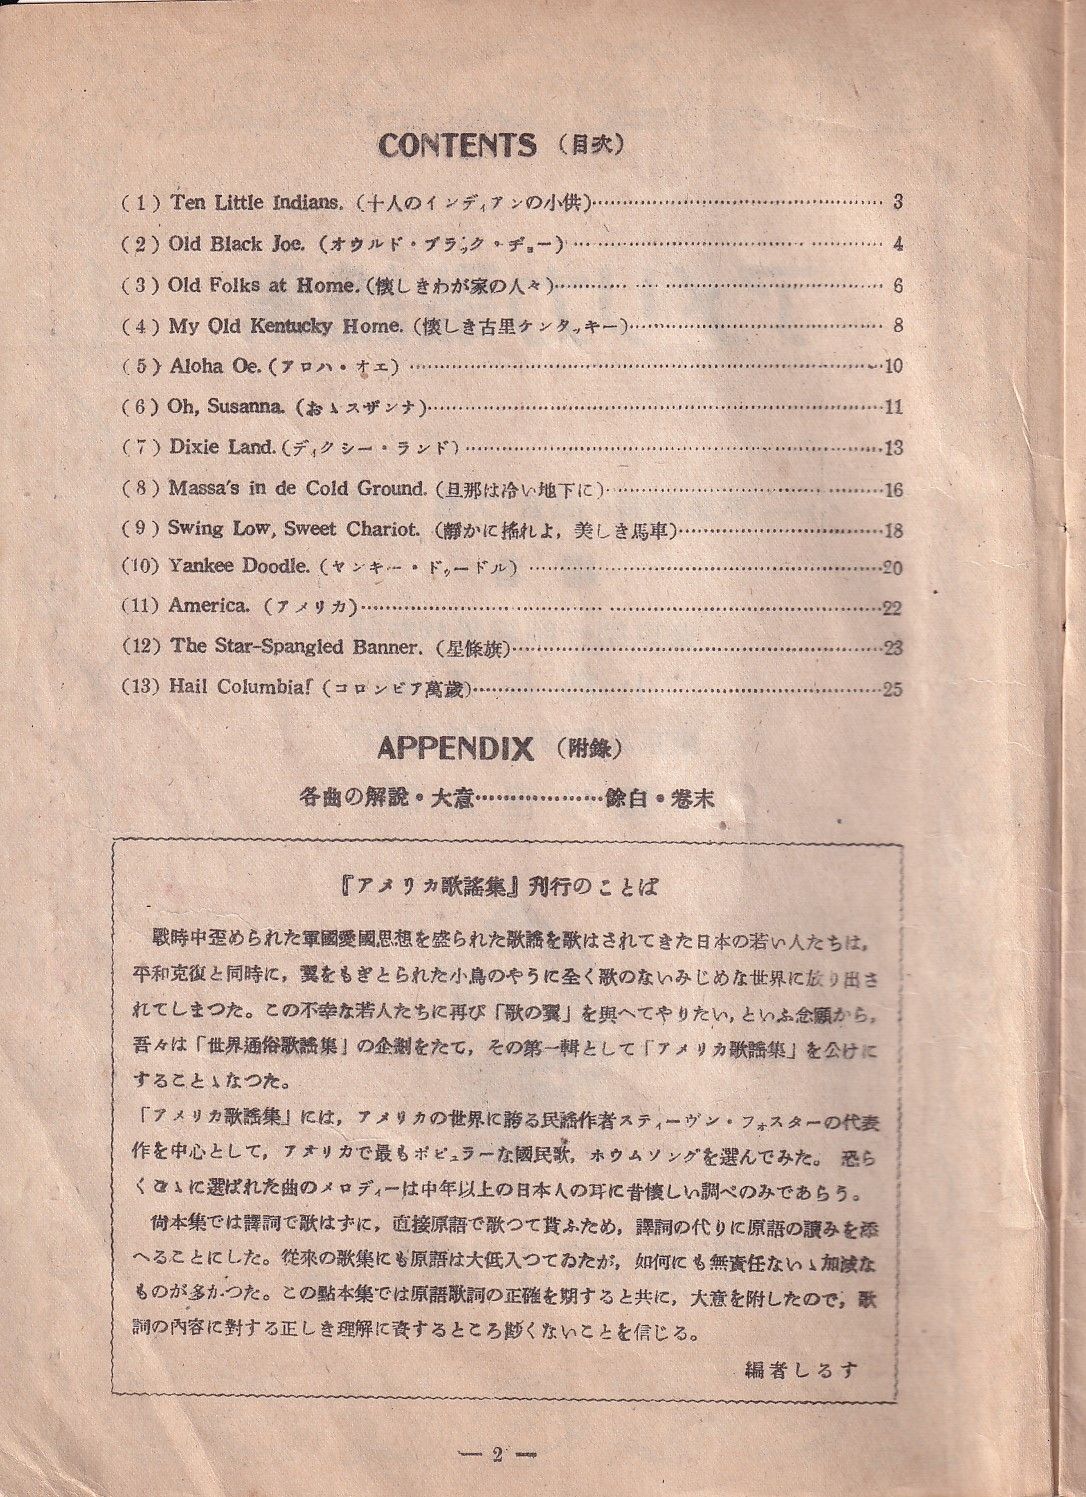 CONTENTS (目次)
(1) Ten Little Indians. (十人のインディアンの小供)…………3
(2) Old Black Joe. (オウルド・ブラック・ヂョー)…………4
(3) Old Folks at Home. (懷しきわが家の人々)…………6
(4) My Old Kentucky Home. (懷しき古里ケンタッキー)…………8
(5) Aloha Oe. (アロハ・オエ)…………10
(6) Oh, Susanna. (おゝスザンナ)…………11
(7) Dixie Land. (ディクシー・ランド)…………13
(8) Massa's in de Cold Ground. (旦那は冷い地下に)…………16
(9) Swing Low, Sweet Chariot. (靜かに搖れよ，美しき馬車)…………18
(10) Yankee Doodle. (ヤンキー・ドゥードル)…………20
(11) America. (アメリカ)…………22
(12) The Star-Spangled Banner. (星條旗)…………23
(13) Hail Columbia! (コロンビア萬歲)…………25
APPENDIX (附錄)
各曲の解說・大意…………餘白・卷末
『アメリカ歌謠集』刊行のことば
戰時中歪められた軍國愛國思想を盛られた歌謠を歌はされてきた日本の若い人たちは，
平和克復と同時に，翼をもぎとられた小鳥のやうに全く歌のないみじめな世界に放り出さ
れてしまつた。この不幸な若人たちに再び「歌の翼」を與へてやりたい，といふ念願から，
吾々は「世界通俗歌謠集」の企劃をたて，その第一輯として「アメリカ歌謠集」を公けに
することゝなつた。
「アメリカ歌謠集」には，アメリカの世界に誇る民謠作者スティーヴン・フォスターの代表
作を中心として，アメリカで最もポピュラーな國民歌，ホウムソングを選んでみた。恐ら
くこゝに選ばれた曲のメロディーは中年以上の日本人の耳に昔懷しい調べのみであらう。
尙本集では譯詞で歌はずに，直接原語で歌つて貰ふため，譯詞の代りに原語の讀みを添
へることにした。從來の歌集にも原語は大低入つてゐたが，如何にも無責任ないゝ加減な
ものが多かつた。この點本集では原語歌詞の正確を期すると共に，大意を附したので，歌
詞の內容に對する正しき理解に資するところ尠くないことを信じる。
編者しるす
— 2 —